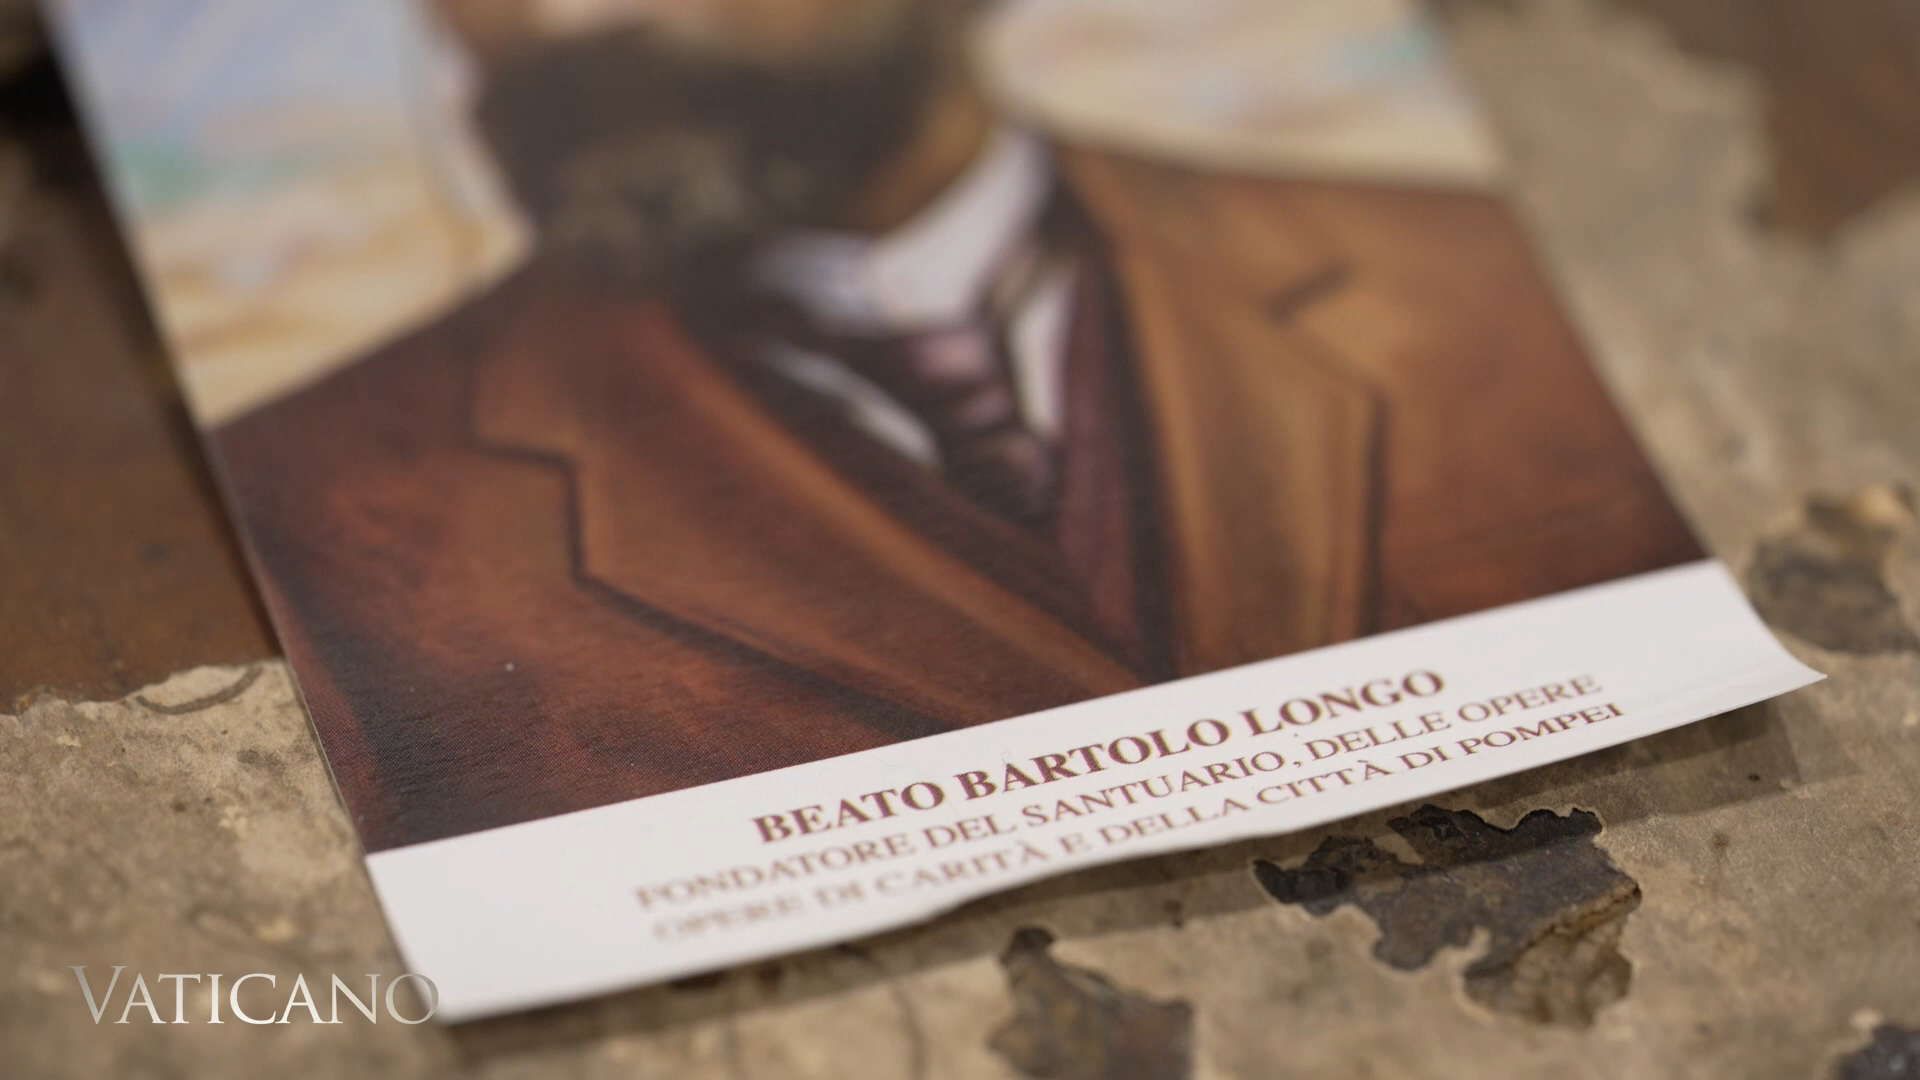 BEATO BARTOLO LONGO
FONDATORE DEL SANTUARIO, DELLE OPERE
OPERE DI CARITÀ E DELLA CITTÀ DI POMPEI
VATICANO